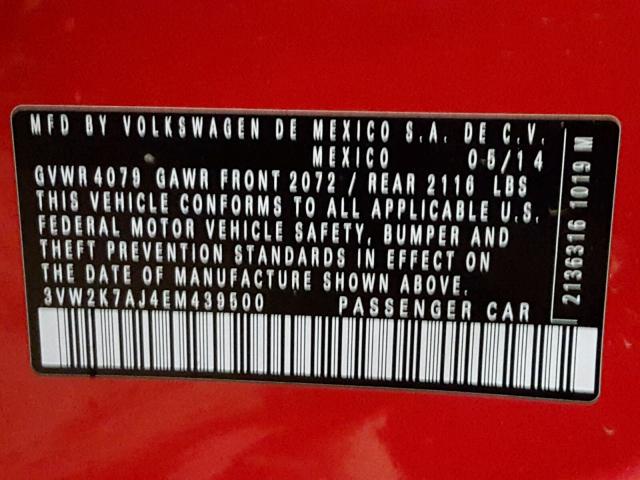 MFD BY VOLKSWAGEN DE MEXICO S.A. DE C.V.
MEXICO 05/14
GVWR 4079 GAWR FRONT 2072 / REAR 2116 LBS
THIS VEHICLE CONFORMS TO ALL APPLICABLE U.S.
FEDERAL MOTOR VEHICLE SAFETY, BUMPER AND
THEFT PREVENTION STANDARDS IN EFFECT ON
THE DATE OF MANUFACTURE SHOWN ABOVE.
3VW2K7AJ4EM439500 PASSENGER CAR
2136316 1019 M